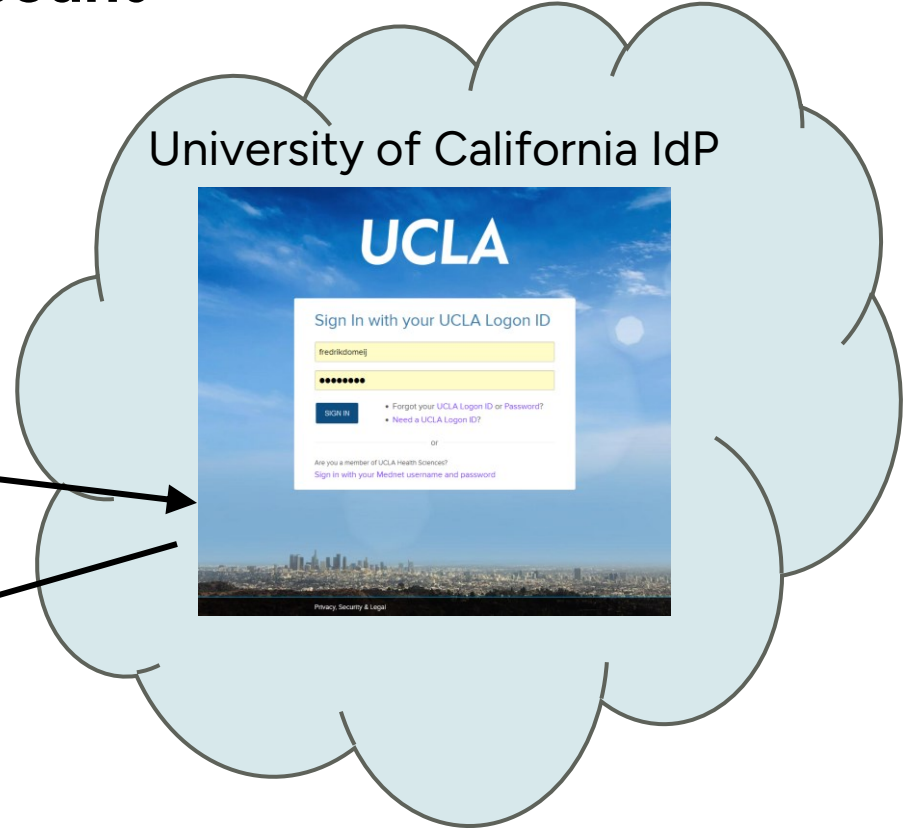 University of California IdP
UCLA
Sign In with your UCLA Logon ID
fredrikdomeij
••••••••
SIGN IN
• Forgot your UCLA Logon ID or Password?
• Need a UCLA Logon ID?
or
Are you a member of UCLA Health Sciences?
Sign in with your Mednet username and password
Privacy, Security & Legal